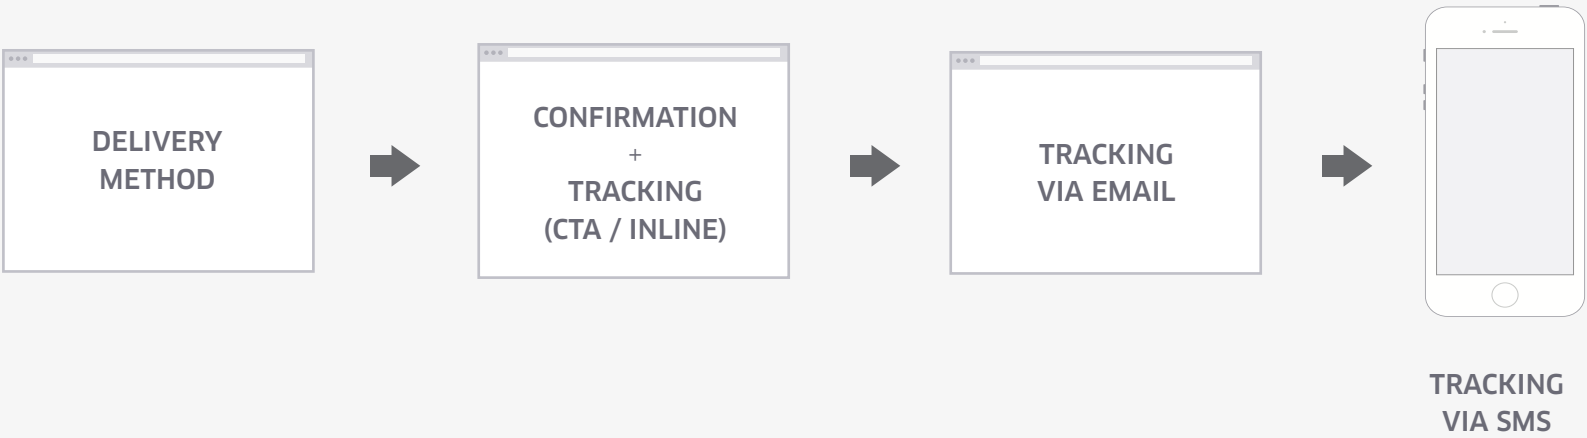 DELIVERY
METHOD
CONFIRMATION
+
TRACKING
(CTA / INLINE)
TRACKING
VIA EMAIL
TRACKING
VIA SMS